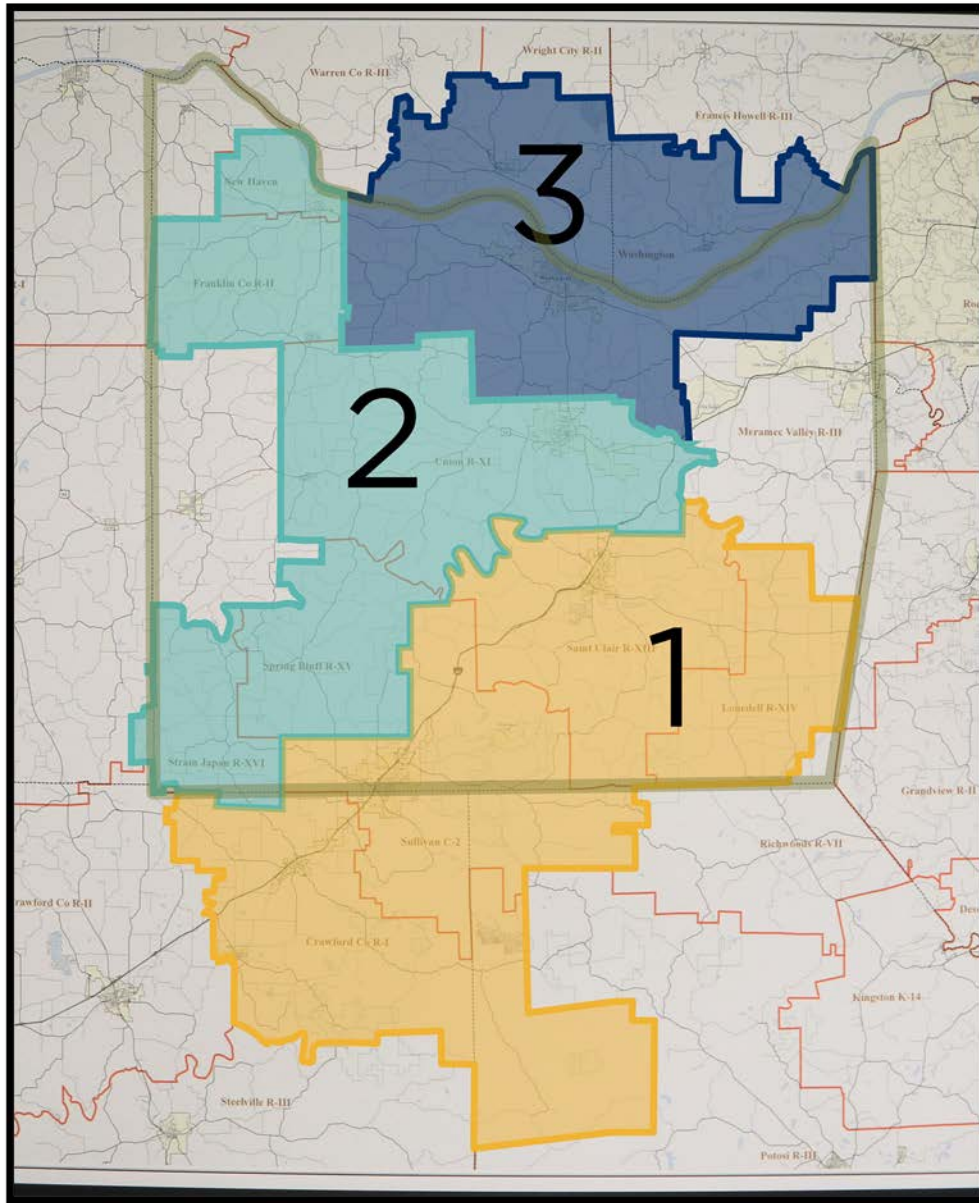 Wright City R-II
Warren Co R-III
Francis Howell R-III
3
New Haven
Washington
Franklin Co R-II
2
Meramec Valley R-III
Union R-XI
1
Saint Clair R-XIII
Spring Bluff R-XV
Lonedell R-XIV
Strain Japan R-XVI
Grandview R-II
Sullivan C-2
Richwoods R-VII
rawford Co R-II
Crawford Co R-I
Kingston K-14
Steelville R-III
Potosi R-III